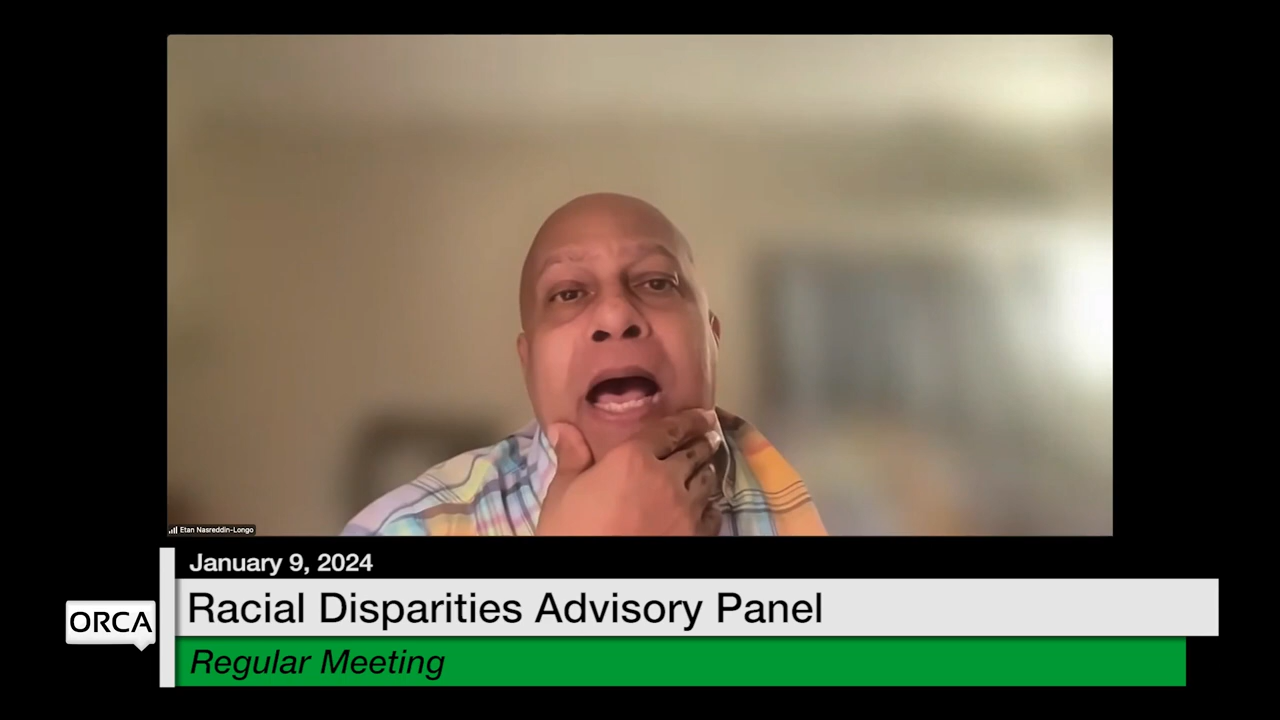 Etan Nasreddin-Longo
January 9, 2024
Racial Disparities Advisory Panel
ORCA
Regular Meeting